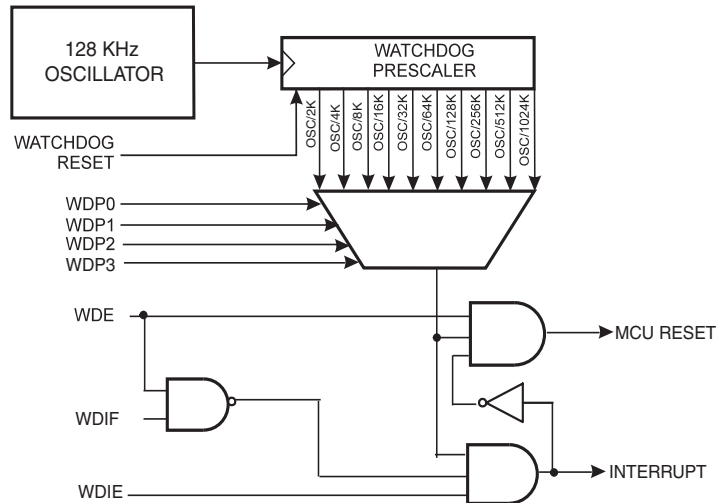 128 KHz
OSCILLATOR
WATCHDOG
PRESCALER
OSC/2K
OSC/4K
OSC/8K
OSC/16K
OSC/32K
OSC/64K
OSC/128K
OSC/256K
OSC/512K
OSC/1024K
WATCHDOG
RESET
WDP0
WDP1
WDP2
WDP3
WDE
MCU RESET
WDIF
INTERRUPT
WDIE